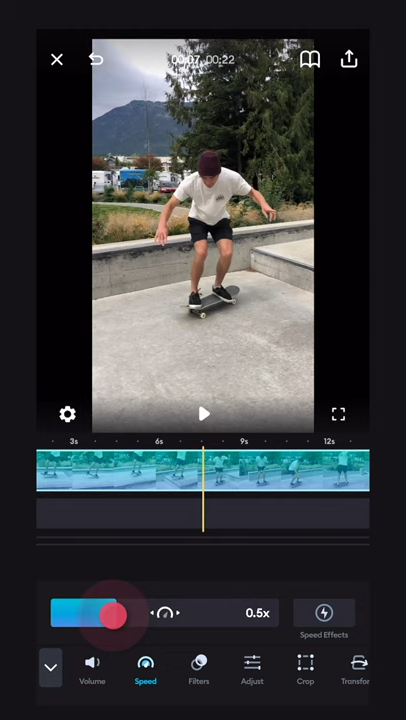 00:07 00:22
3s 6s 9s 12s
0.5x
Speed Effects
Volume Speed Filters Adjust Crop Transfor